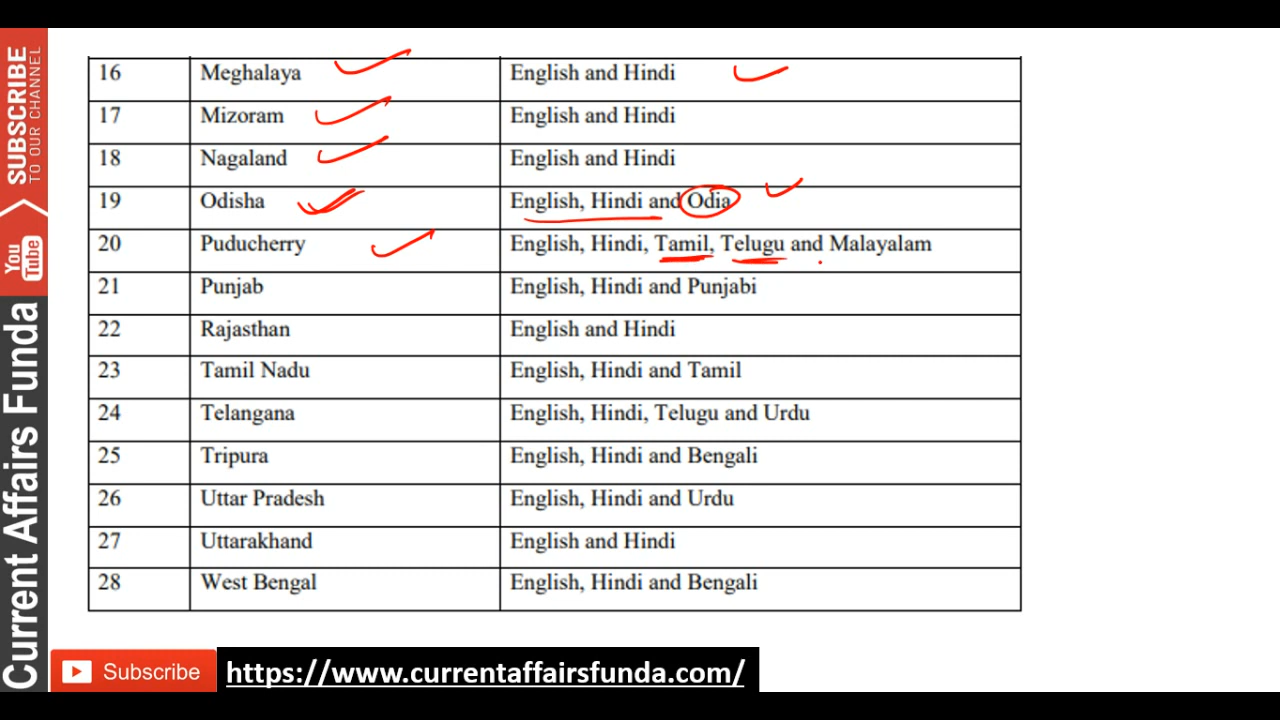 SUBSCRIBE
TO OUR CHANNEL
You
Tube
Current Affairs Funda
16 Meghalaya English and Hindi
17 Mizoram English and Hindi
18 Nagaland English and Hindi
19 Odisha English, Hindi and Odia
20 Puducherry English, Hindi, Tamil, Telugu and Malayalam
21 Punjab English, Hindi and Punjabi
22 Rajasthan English and Hindi
23 Tamil Nadu English, Hindi and Tamil
24 Telangana English, Hindi, Telugu and Urdu
25 Tripura English, Hindi and Bengali
26 Uttar Pradesh English, Hindi and Urdu
27 Uttarakhand English and Hindi
28 West Bengal English, Hindi and Bengali
Subscribe https://www.currentaffairsfunda.com/